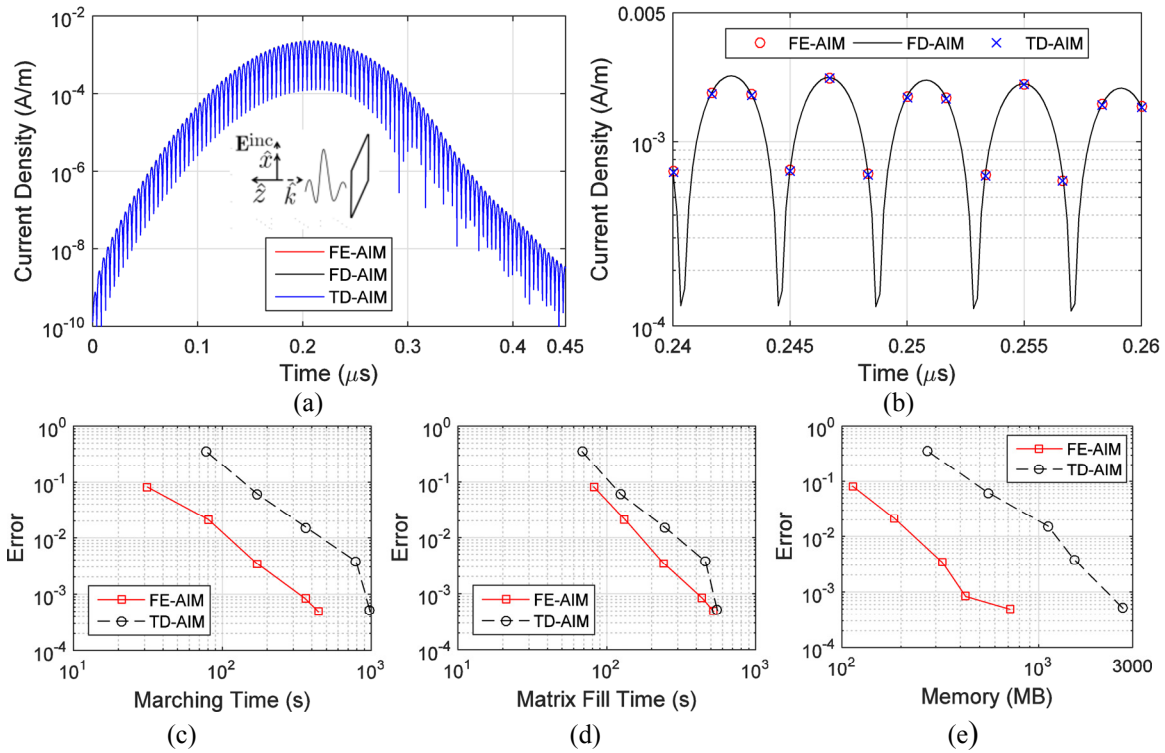 Current Density (A/m)
10^-2
10^-4
10^-6
10^-8
10^-10
E^inc
x̂
ẑ
k̂
FE-AIM
FD-AIM
TD-AIM
0 0.1 0.2 0.3 0.4 0.45
Time (μs)
(a)
Current Density (A/m)
0.005
10^-3
10^-4
FE-AIM FD-AIM TD-AIM
0.24 0.245 0.25 0.255 0.26
Time (μs)
(b)
Error
10^0
10^-1
10^-2
10^-3
10^-4
FE-AIM
TD-AIM
10^1 10^2 10^3
Marching Time (s)
(c)
Error
10^0
10^-1
10^-2
10^-3
10^-4
FE-AIM
TD-AIM
10^1 10^2 10^3
Matrix Fill Time (s)
(d)
Error
10^0
10^-1
10^-2
10^-3
10^-4
FE-AIM
TD-AIM
10^2 10^3 3000
Memory (MB)
(e)